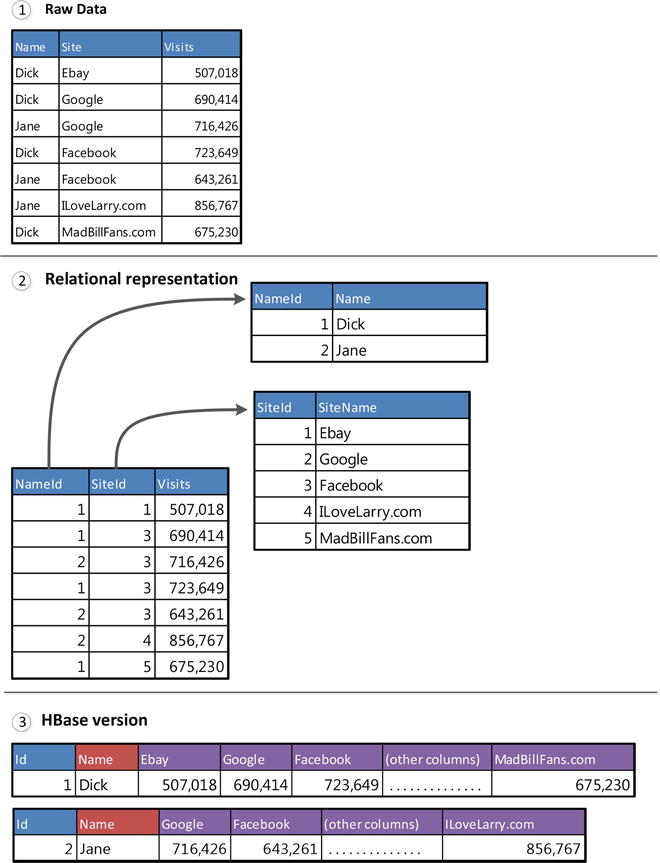 1 Raw Data
Name Site Visits
Dick Ebay 507,018
Dick Google 690,414
Jane Google 716,426
Dick Facebook 723,649
Jane Facebook 643,261
Jane ILoveLarry.com 856,767
Dick MadBillFans.com 675,230
2 Relational representation
NameId Name
1 Dick
2 Jane
SiteId SiteName
1 Ebay
2 Google
3 Facebook
4 ILoveLarry.com
5 MadBillFans.com
NameId SiteId Visits
1 1 507,018
1 3 690,414
2 3 716,426
1 3 723,649
2 3 643,261
2 4 856,767
1 5 675,230
3 HBase version
Id Name Ebay Google Facebook (other columns) MadBillFans.com
1 Dick 507,018 690,414 723,649 .............. 675,230
Id Name Google Facebook (other columns) ILoveLarry.com
2 Jane 716,426 643,261 .............. 856,767